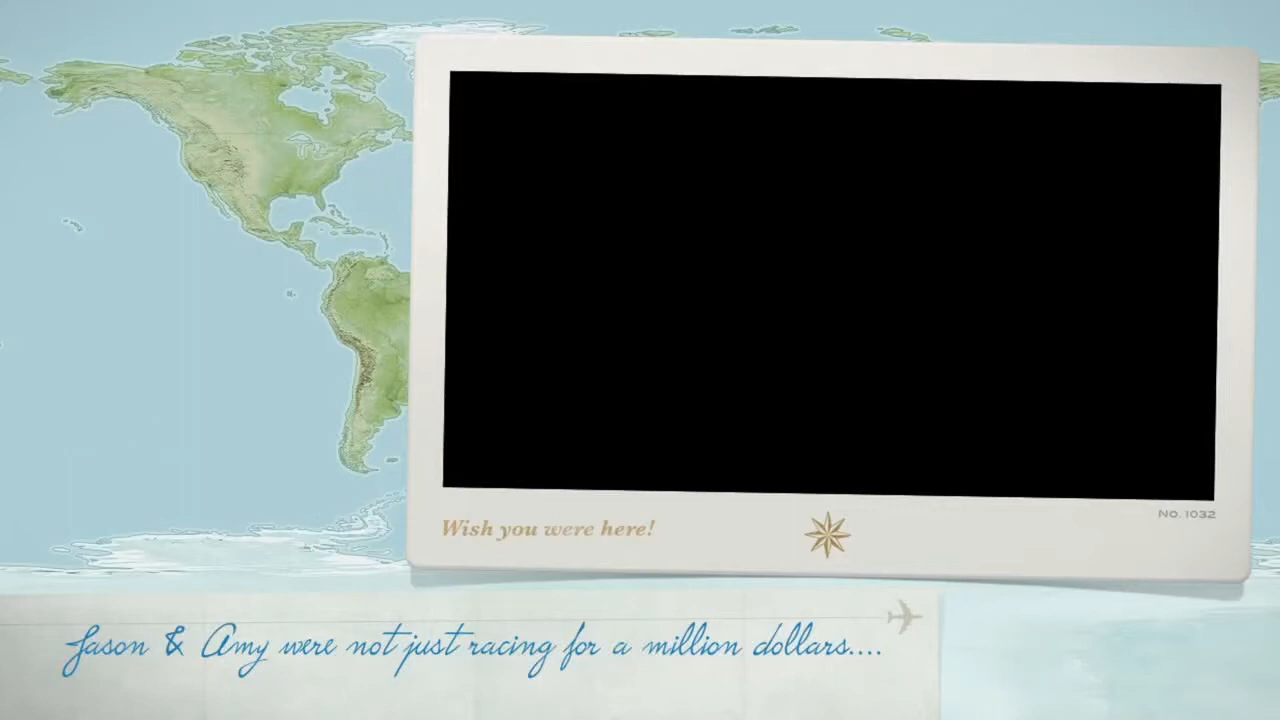 No. 1032
Wish you were here!
Jason & Amy were not just racing for a million dollars....